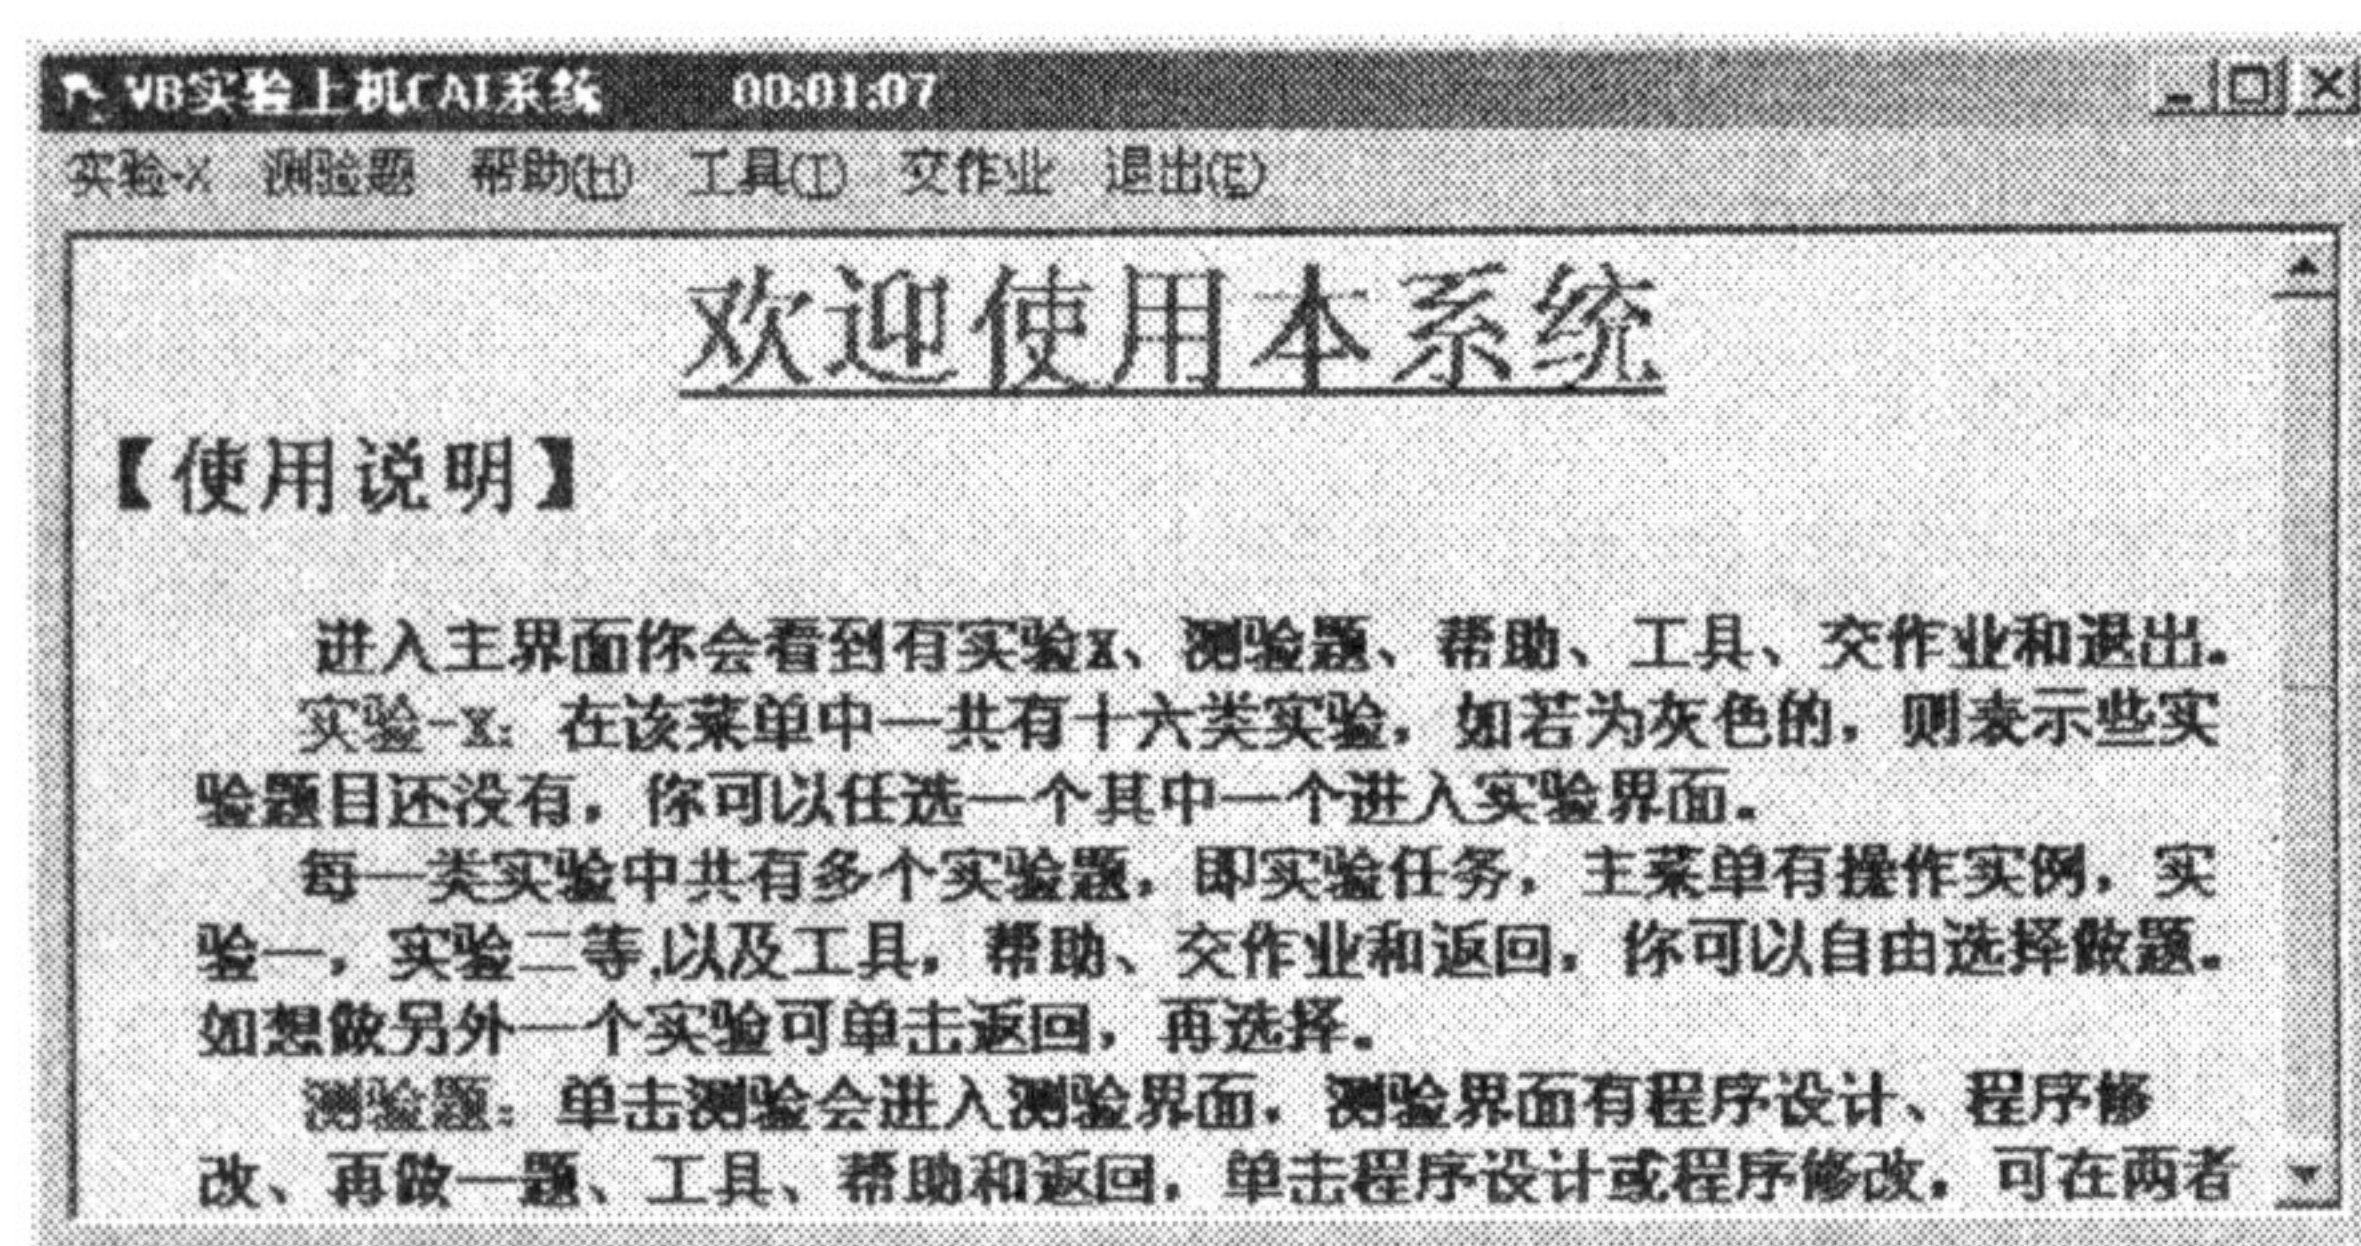 VB实验上机CAI系统 00:01:07
实验-X 测验题 帮助(H) 工具(T) 交作业 退出(E)
欢迎使用本系统
【使用说明】
进入主界面你会看到有实验X、测验题、帮助、工具、交作业和退出。
实验-X:在该菜单中一共有十六类实验,如若为灰色的,则表示些实
验题目还没有,你可以任选一个其中一个进入实验界面。
每一类实验中共有多个实验题,即实验任务,主菜单有操作实例,实
验一,实验二等,以及工具,帮助、交作业和返回,你可以自由选择做题。
如想做另外一个实验可单击返回,再选择。
测验题:单击测验会进入测验界面,测验界面有程序设计、程序修
改、再做一题、工具、帮助和返回,单击程序设计或程序修改,可在两者